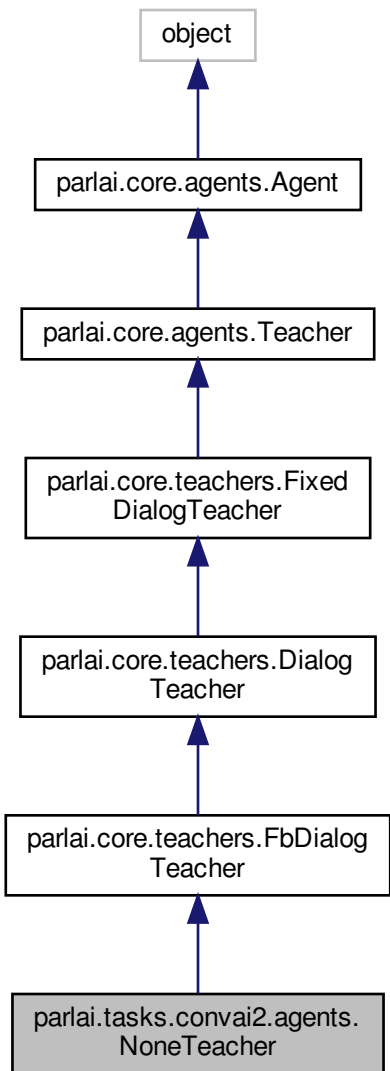 object
parlai.core.agents.Agent
parlai.core.agents.Teacher
parlai.core.teachers.Fixed
DialogTeacher
parlai.core.teachers.Dialog
Teacher
parlai.core.teachers.FbDialog
Teacher
parlai.tasks.convai2.agents.
NoneTeacher